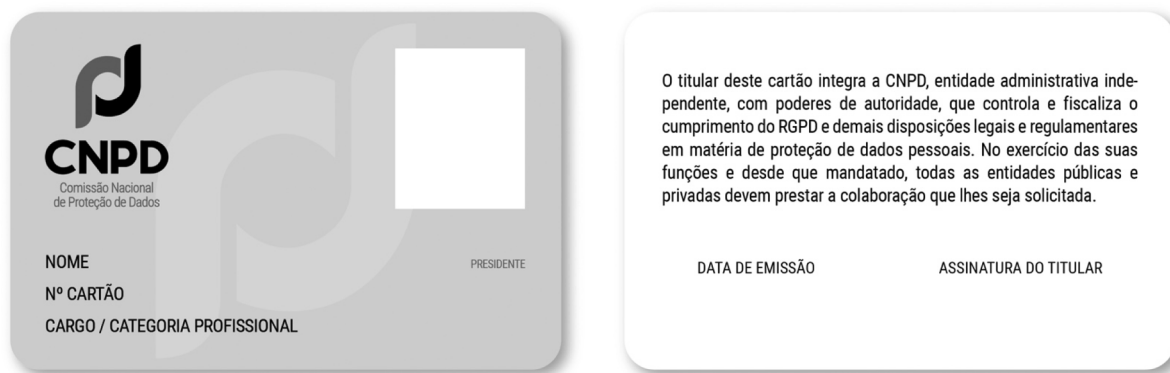 CNPD
Comissão Nacional
de Proteção de Dados
NOME
PRESIDENTE
Nº CARTÃO
CARGO / CATEGORIA PROFISSIONAL
O titular deste cartão integra a CNPD, entidade administrativa inde-
pendente, com poderes de autoridade, que controla e fiscaliza o
cumprimento do RGPD e demais disposições legais e regulamentares
em matéria de proteção de dados pessoais. No exercício das suas
funções e desde que mandatado, todas as entidades públicas e
privadas devem prestar a colaboração que lhes seja solicitada.
DATA DE EMISSÃO
ASSINATURA DO TITULAR